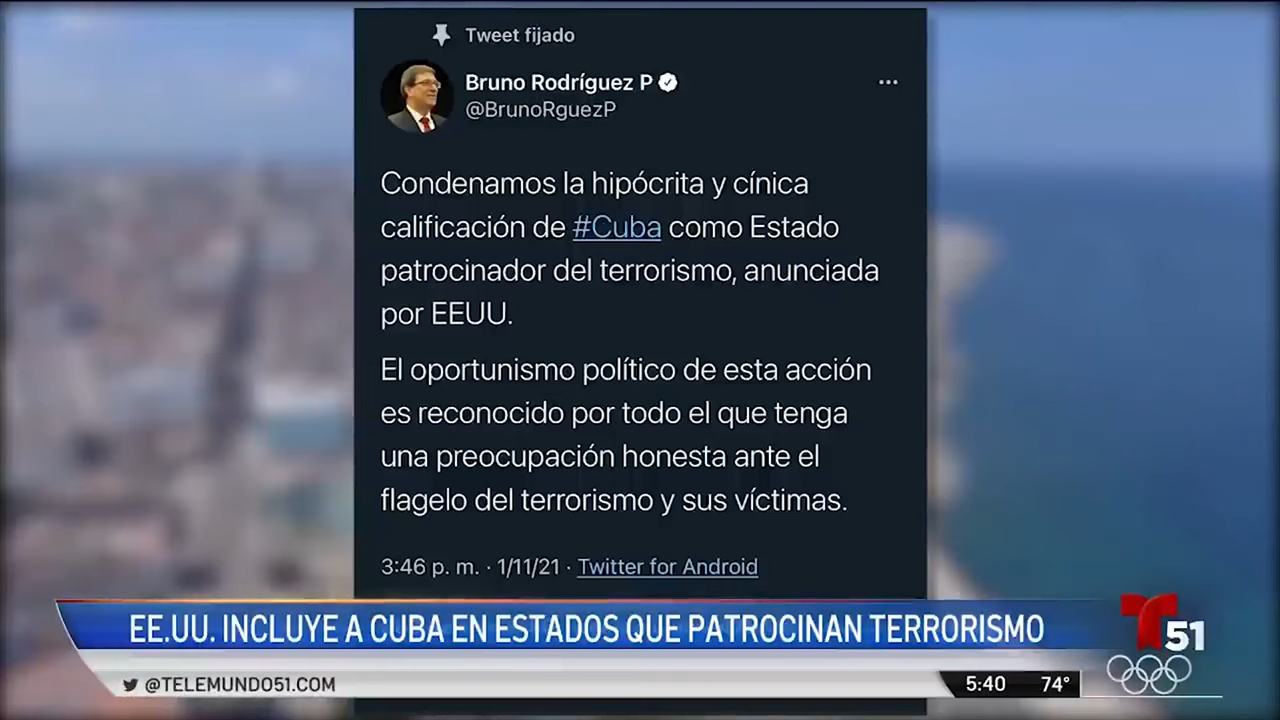 Tweet fijado
Bruno Rodríguez P
@BrunoRguezP
Condenamos la hipócrita y cínica
calificación de #Cuba como Estado
patrocinador del terrorismo, anunciada
por EEUU.
El oportunismo político de esta acción
es reconocido por todo el que tenga
una preocupación honesta ante el
flagelo del terrorismo y sus víctimas.
3:46 p. m. · 1/11/21 · Twitter for Android
EE.UU. INCLUYE A CUBA EN ESTADOS QUE PATROCINAN TERRORISMO
T 51
@TELEMUNDO51.COM
5:40 74°